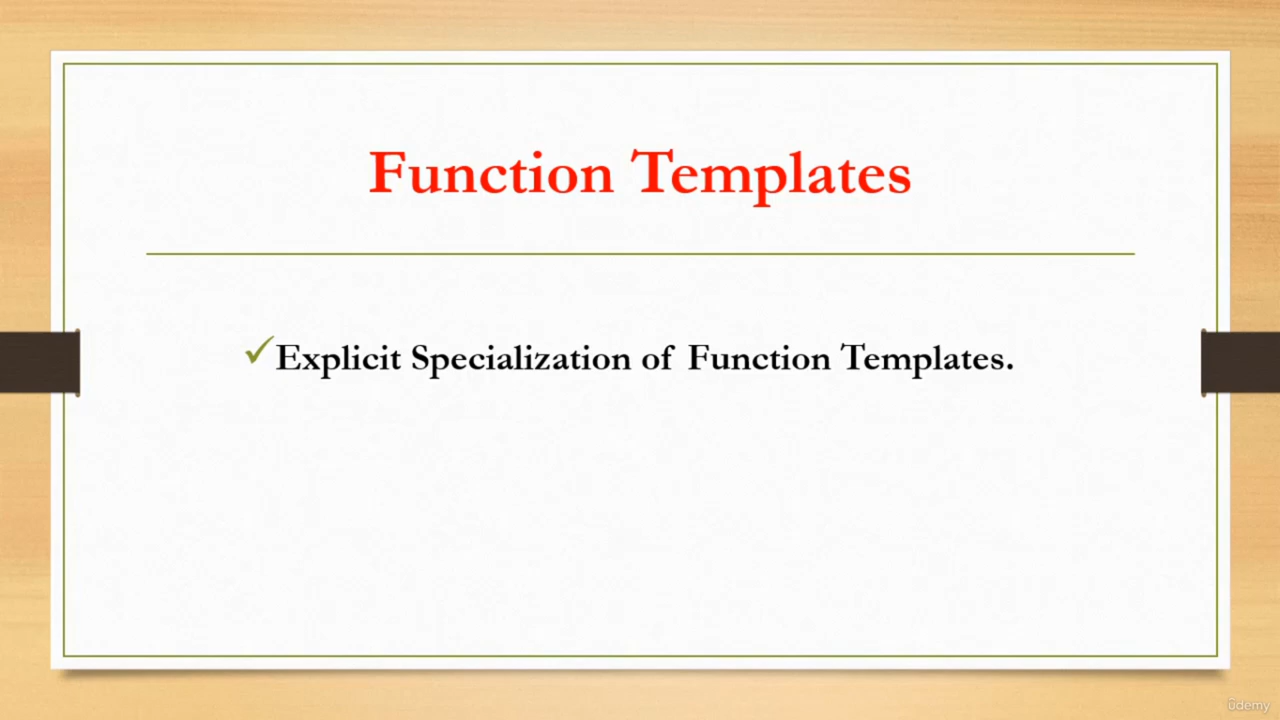 Function Templates
✓Explicit Specialization of Function Templates.
ûdemy